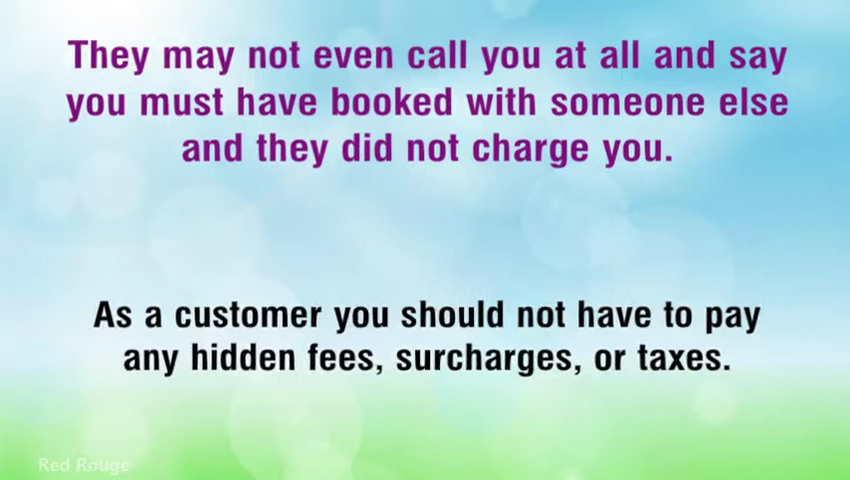 They may not even call you at all and say
you must have booked with someone else
and they did not charge you.
As a customer you should not have to pay
any hidden fees, surcharges, or taxes.
Red Rouge